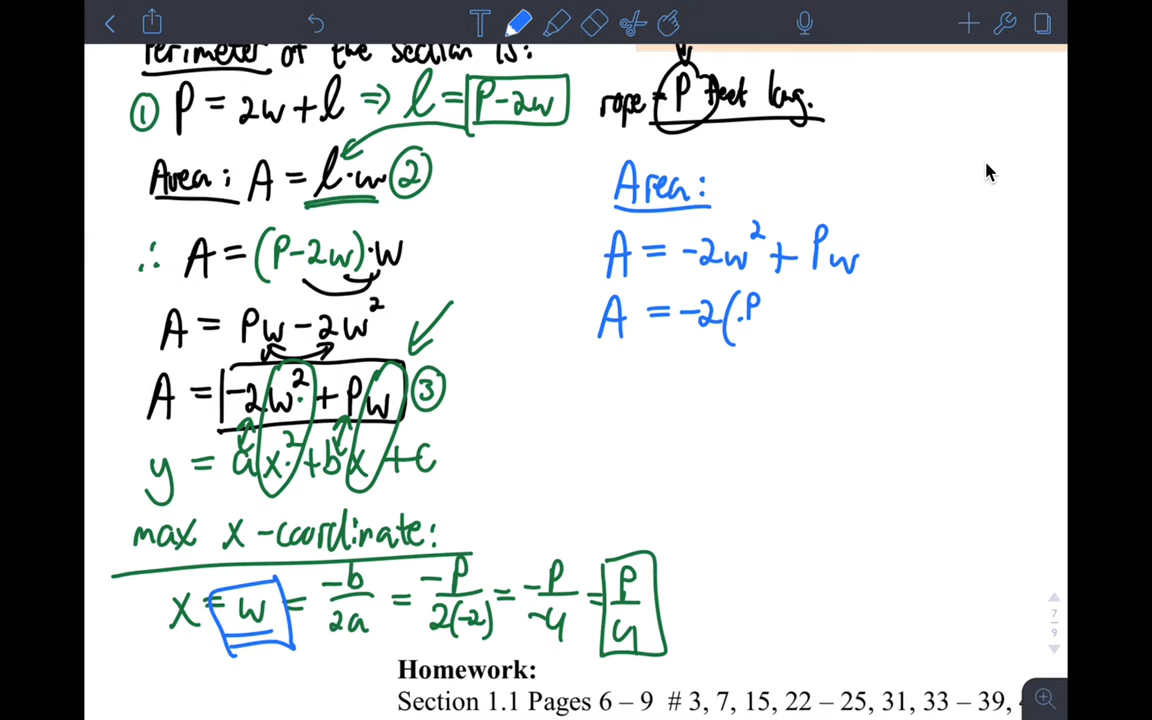 Perimeter of the section is:
① P = 2w + l ⇒ l = P-2w
Area: A = l·w ②
∴ A = (P-2w)·w
A = Pw - 2w²
A = -2w² + Pw ③
y = ax² + bx + c
max x-coordinate:
x = w = -b/2a = -P/2(-2) = -P/-4 = P/4
rope = P feet long.
Area:
A = -2w² + Pw
A = -2(P
Homework:
Section 1.1 Pages 6 – 9 # 3, 7, 15, 22 – 25, 31, 33 – 39,
7
9